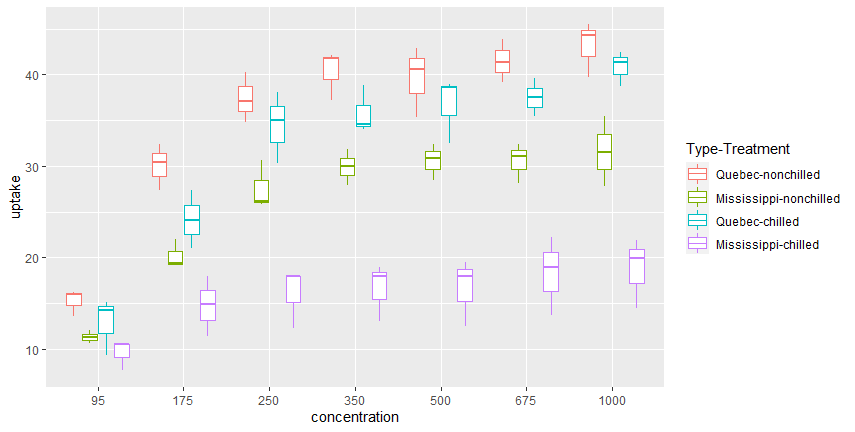 40
30
20
10
uptake
95 175 250 350 500 675 1000
concentration
Type-Treatment
Quebec-nonchilled
Mississippi-nonchilled
Quebec-chilled
Mississippi-chilled